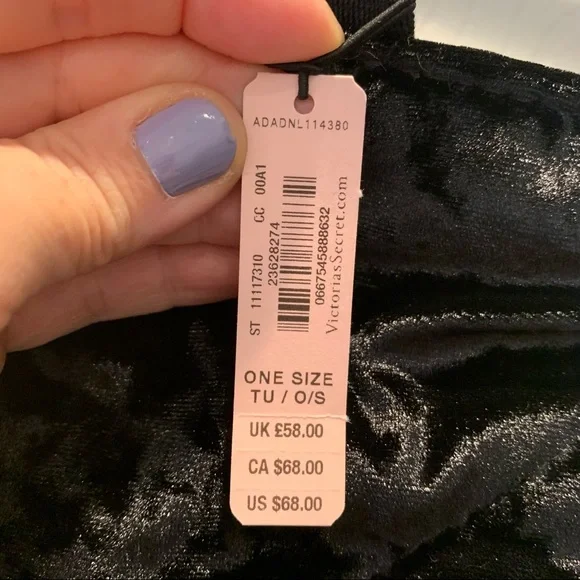 ADADNL114380
ST 11117310 CC 00A1
23628274
0667545888632
VictoriasSecret.com
ONE SIZE
TU / O/S
UK £58.00
CA $68.00
US $68.00